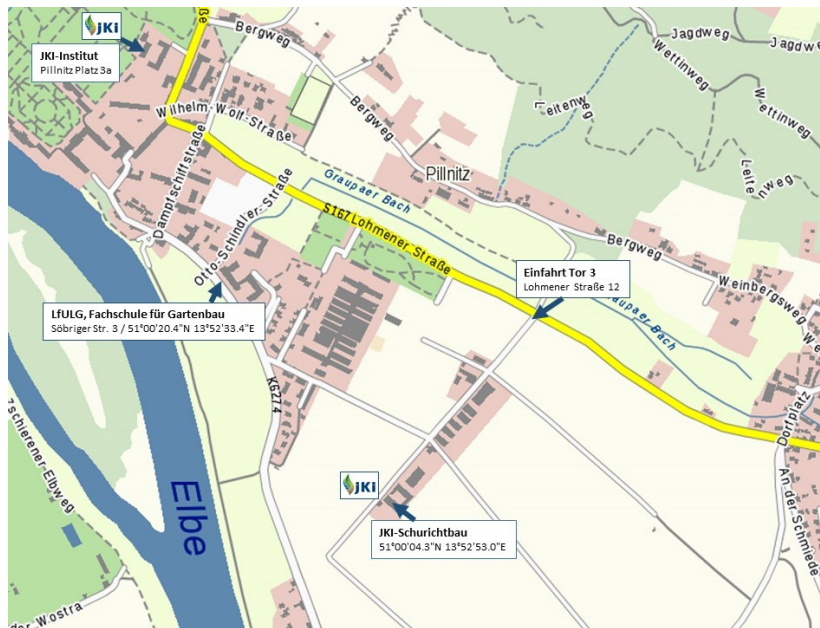 JKI
JKI-Institut
Pillnitz Platz 3a
Bergweg
Jagdweg
Jagdweg
Wettinweg
Wettinweg
Leitenweg
Leitenweg
Wilhelm-Wolf-Straße
Bergweg
Pillnitz
Dampfschiffstraße
Graupaer Bach
Otto-Schindler-Straße
S167 Lohmener Straße
Bergweg
Einfahrt Tor 3
Lohmener Straße 12
Weinbergsweg
Graupaer Bach
LfULG, Fachschule für Gartenbau
Söbriger Str. 3 / 51°00'20.4"N 13°52'33.4"E
K6274
Dorfplatz
zschierener Elbweg
Elbe
JKI
An-der-Schmiede
JKI-Schurichtbau
51°00'04.3"N 13°52'53.0"E
der-Wostra